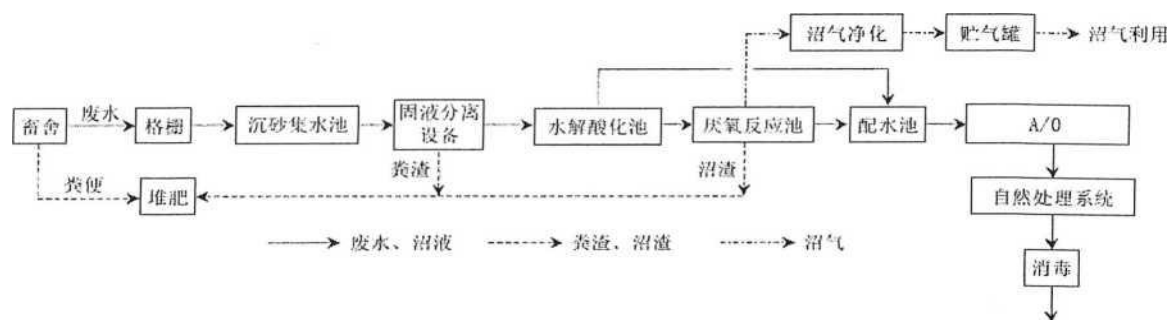 沼气净化
贮气罐
沼气利用
畜舍
废水
格栅
沉砂集水池
固液分离
设备
水解酸化池
厌氧反应池
配水池
A/O
粪便
堆肥
粪渣
沼渣
自然处理系统
废水、沼液
粪渣、沼渣
沼气
消毒